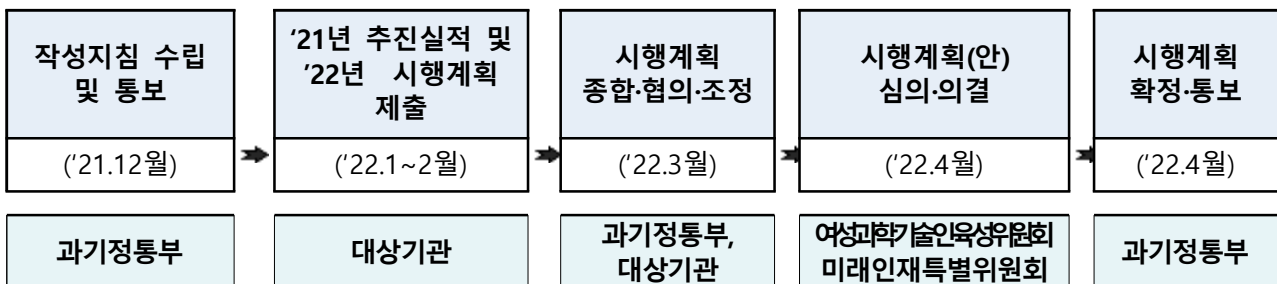 작성지침 수립
및 통보
('21.12월)
과기정통부
‘21년 추진실적 및
’22년 시행계획
제출
('22.1~2월)
대상기관
시행계획
종합·협의·조정
('22.3월)
과기정통부,
대상기관
시행계획(안)
심의·의결
('22.4월)
여성과학기술인육성위원회
미래인재특별위원회
시행계획
확정·통보
('22.4월)
과기정통부